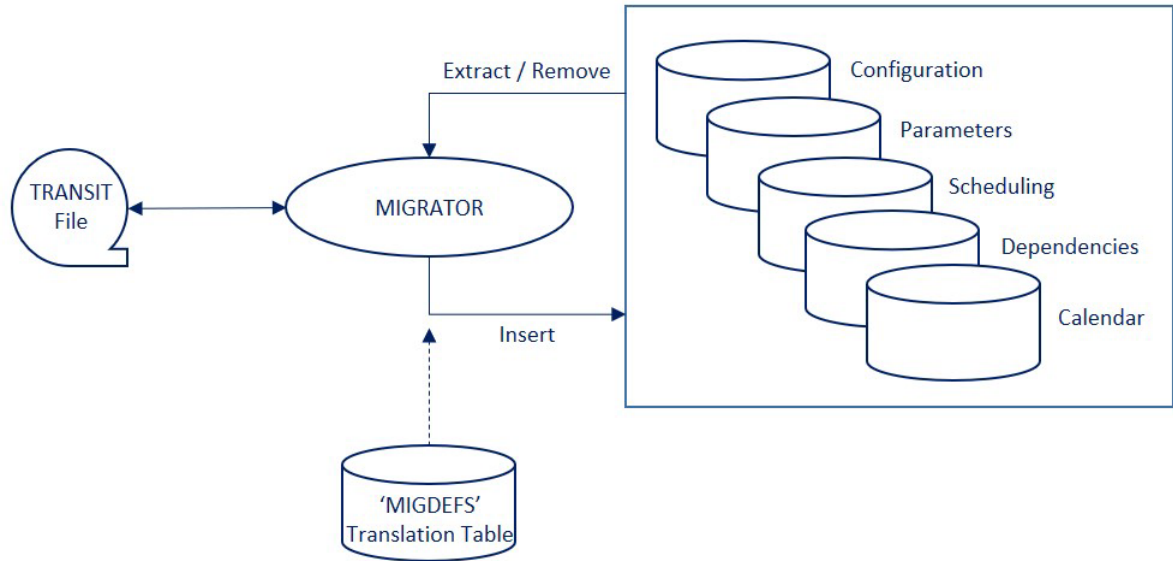 Extract / Remove
Configuration
Parameters
TRANSIT
File
MIGRATOR
Scheduling
Dependencies
Insert
Calendar
‘MIGDEFS’
Translation Table